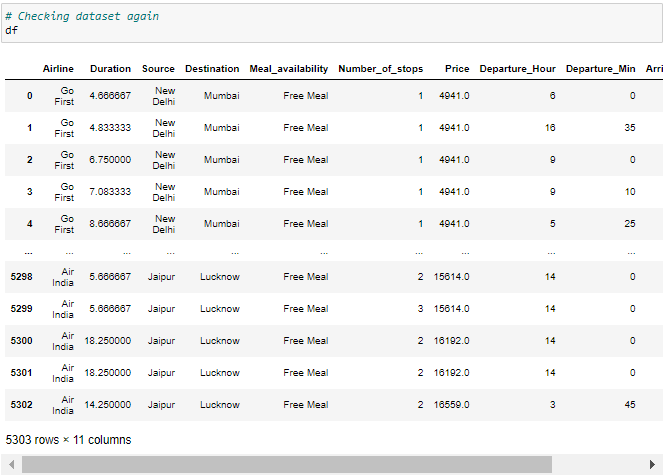 # Checking dataset again
df
Airline Duration Source Destination Meal_availability Number_of_stops Price Departure_Hour Departure_Min Arri
0 Go First 4.666667 New Delhi Mumbai Free Meal 1 4941.0 6 0
1 Go First 4.833333 New Delhi Mumbai Free Meal 1 4941.0 16 35
2 Go First 6.750000 New Delhi Mumbai Free Meal 1 4941.0 9 0
3 Go First 7.083333 New Delhi Mumbai Free Meal 1 4941.0 9 10
4 Go First 8.666667 New Delhi Mumbai Free Meal 1 4941.0 5 25
... ... ... ... ... ... ... ... ... ...
5298 Air India 5.666667 Jaipur Lucknow Free Meal 2 15614.0 14 0
5299 Air India 5.666667 Jaipur Lucknow Free Meal 3 15614.0 14 0
5300 Air India 18.250000 Jaipur Lucknow Free Meal 2 16192.0 14 0
5301 Air India 18.250000 Jaipur Lucknow Free Meal 2 16192.0 14 0
5302 Air India 14.250000 Jaipur Lucknow Free Meal 2 16559.0 3 45
5303 rows × 11 columns